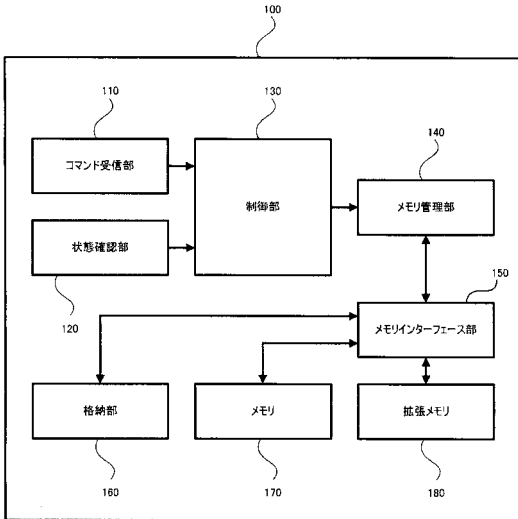 100
110
130
140
コマンド受信部
制御部
メモリ管理部
状態確認部
120
150
メモリインターフェース部
格納部
メモリ
拡張メモリ
160
170
180